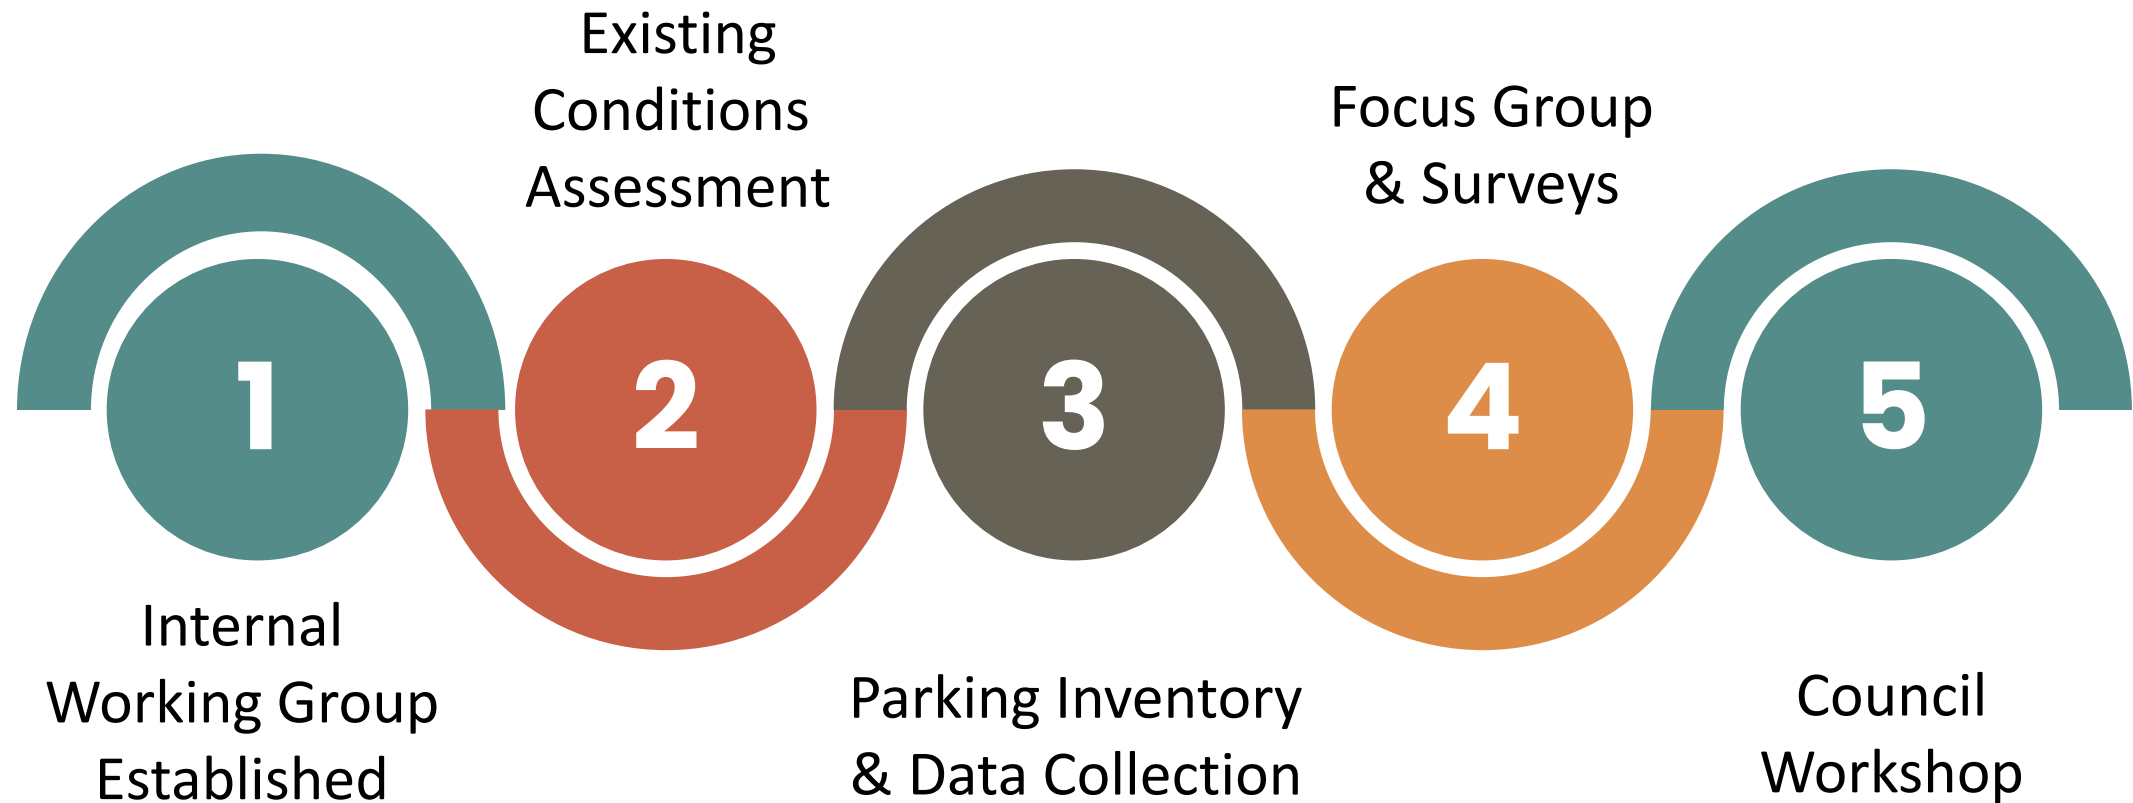 1
Internal
Working Group
Established
Existing
Conditions
Assessment
2
3
Parking Inventory
& Data Collection
Focus Group
& Surveys
4
5
Council
Workshop